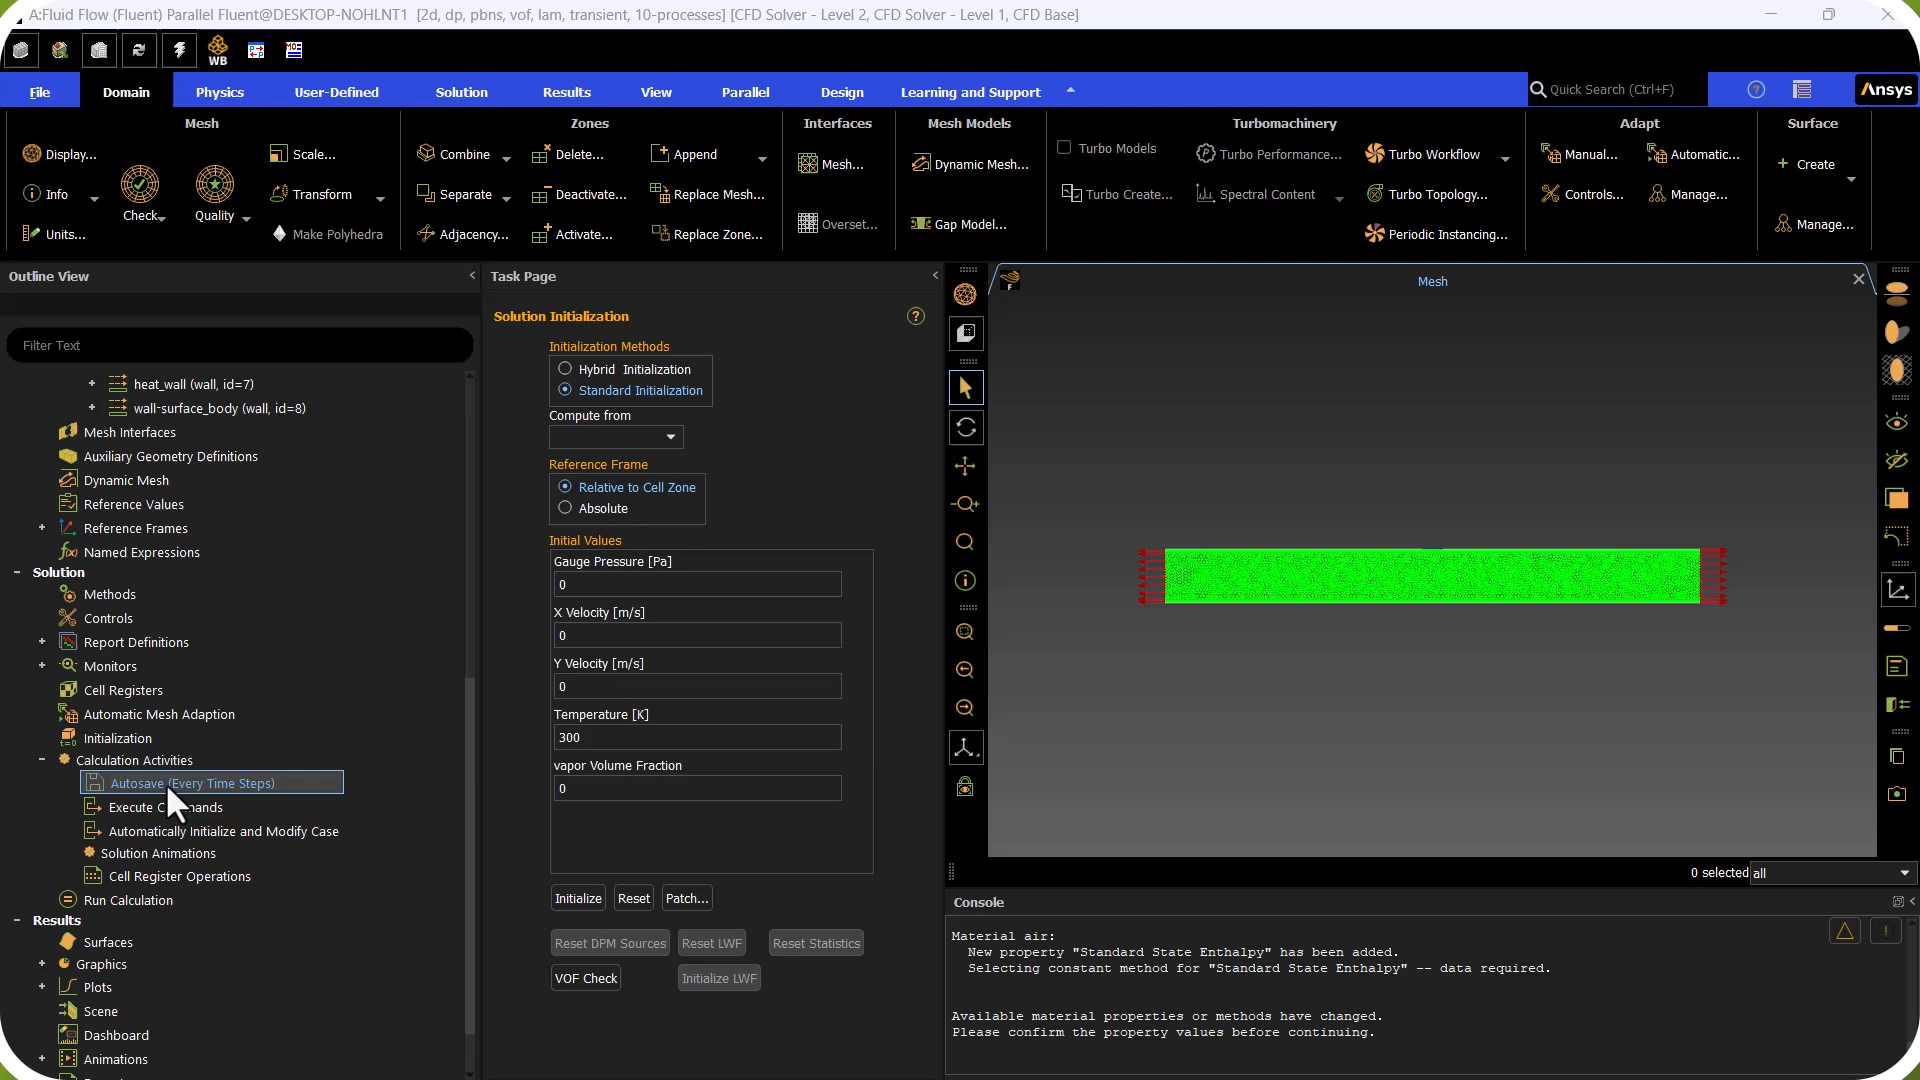 A:Fluid Flow (Fluent) Parallel Fluent@DESKTOP-NOHLNT1 [2d, dp, pbns, vof, lam, transient, 10-processes] [CFD Solver - Level 2, CFD Solver - Level 1, CFD Base]
WB
File Domain Physics User-Defined Solution Results View Parallel Design Learning and Support Quick Search (Ctrl+F) Ansys
Mesh Zones Interfaces Mesh Models Turbomachinery Adapt Surface
Display... Scale... Combine Delete... Append Mesh... Dynamic Mesh... Turbo Models Turbo Performance... Turbo Workflow Manual... Automatic... Create
Info Check Quality Transform Separate Deactivate... Replace Mesh... Turbo Create... Spectral Content Turbo Topology... Controls... Manage...
Units... Make Polyhedra Adjacency... Activate... Replace Zone... Overset... Gap Model... Periodic Instancing... Manage...
Outline View
Filter Text
heat_wall (wall, id=7)
wall-surface_body (wall, id=8)
Mesh Interfaces
Auxiliary Geometry Definitions
Dynamic Mesh
Reference Values
Reference Frames
Named Expressions
Solution
Methods
Controls
Report Definitions
Monitors
Cell Registers
Automatic Mesh Adaption
Initialization
Calculation Activities
Autosave (Every Time Steps)
Automatically Initialize and Modify Case
Execute
Solution Animations
Cell Register Operations
Run Calculation
Results
Surfaces
Graphics
Plots
Scene
Dashboard
Animations
Task Page
Solution Initialization
Initialization Methods
Hybrid Initialization
Standard Initialization
Compute from
Reference Frame
Relative to Cell Zone
Absolute
Initial Values
Gauge Pressure [Pa]
0
X Velocity [m/s]
0
Y Velocity [m/s]
0
Temperature [K]
300
vapor Volume Fraction
0
Initialize Reset Patch...
Reset DPM Sources Reset LWF Reset Statistics
VOF Check Initialize LWF
Mesh
0 selected all
Console
Material air:
New property "Standard State Enthalpy" has been added.
Selecting constant method for "Standard State Enthalpy" -- data required.
Available material properties or methods have changed.
Please confirm the property values before continuing.